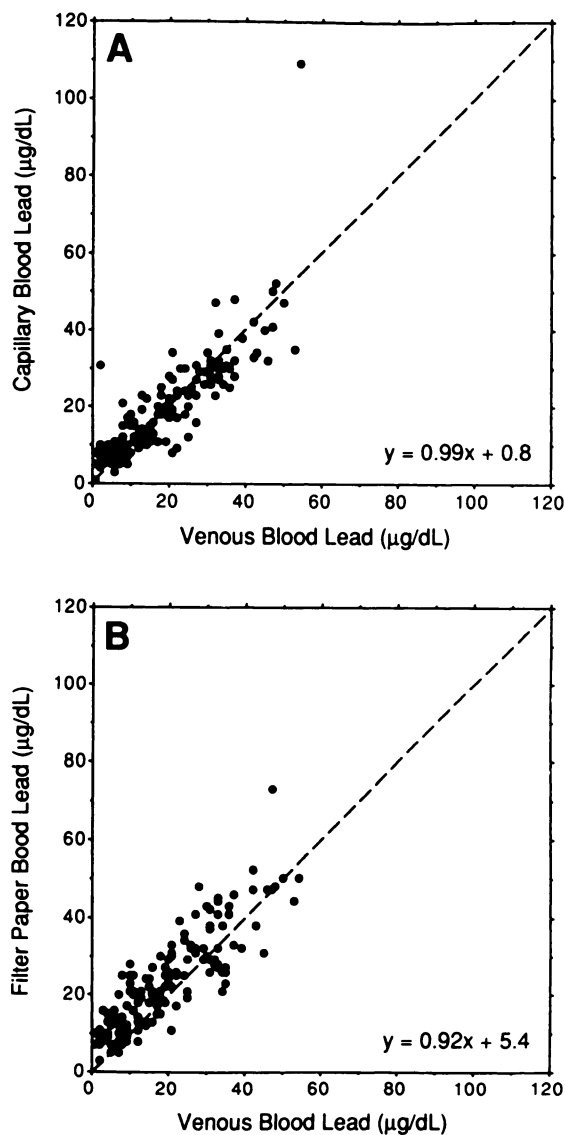 A
120
100
80
60
40
20
0
Capillary Blood Lead (μg/dL)
y = 0.99x + 0.8
0 20 40 60 80 100 120
Venous Blood Lead (μg/dL)
B
120
100
80
60
40
20
0
Filter Paper Bood Lead (μg/dL)
y = 0.92x + 5.4
0 20 40 60 80 100 120
Venous Blood Lead (μg/dL)